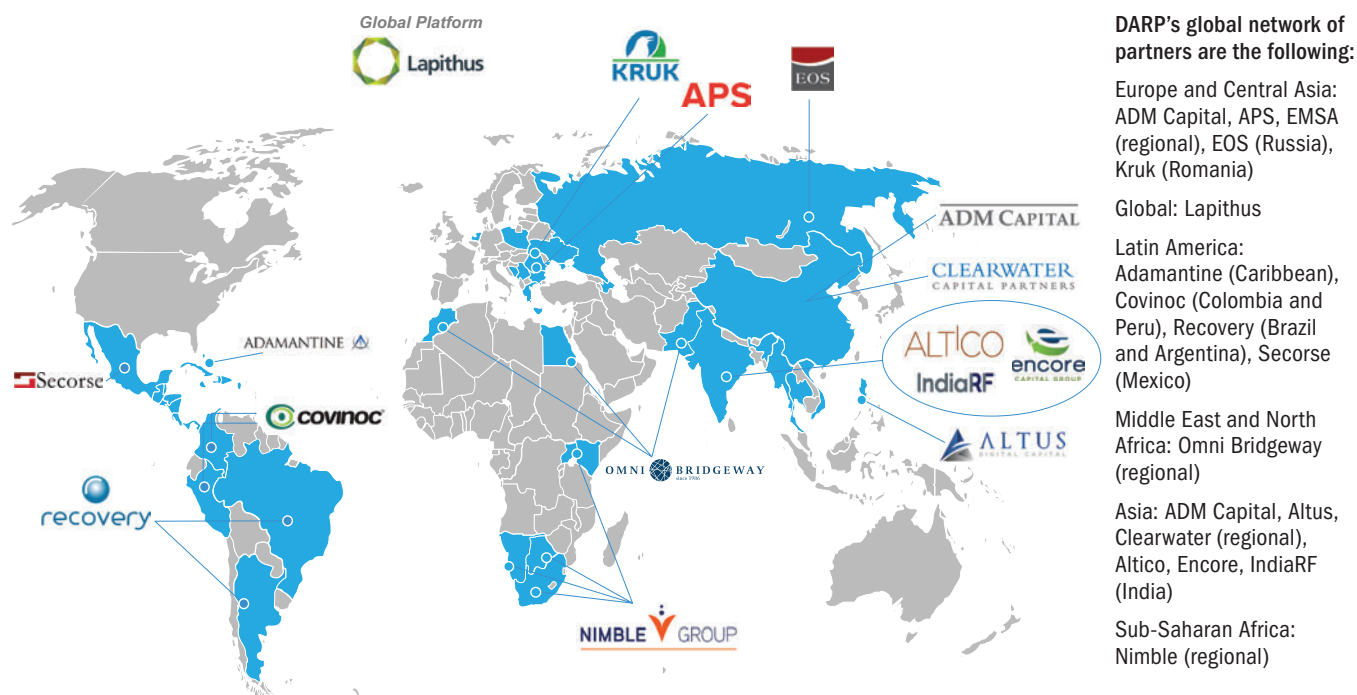 Global Platform
Lapithus
KRUK
APS
EOS
ADM CAPITAL
CLEARWATER
CAPITAL PARTNERS
ALTICO
encore
CAPITAL GROUP
IndiaRF
ALTUS
DIGITAL CAPITAL
ADAMANTINE
Secorse
covinoc
recovery
OMNI BRIDGEWAY
since 1986
NIMBLE GROUP
DARP’s global network of
partners are the following:
Europe and Central Asia:
ADM Capital, APS, EMSA
(regional), EOS (Russia),
Kruk (Romania)
Global: Lapithus
Latin America:
Adamantine (Caribbean),
Covinoc (Colombia and
Peru), Recovery (Brazil
and Argentina), Secorse
(Mexico)
Middle East and North
Africa: Omni Bridgeway
(regional)
Asia: ADM Capital, Altus,
Clearwater (regional),
Altico, Encore, IndiaRF
(India)
Sub-Saharan Africa:
Nimble (regional)